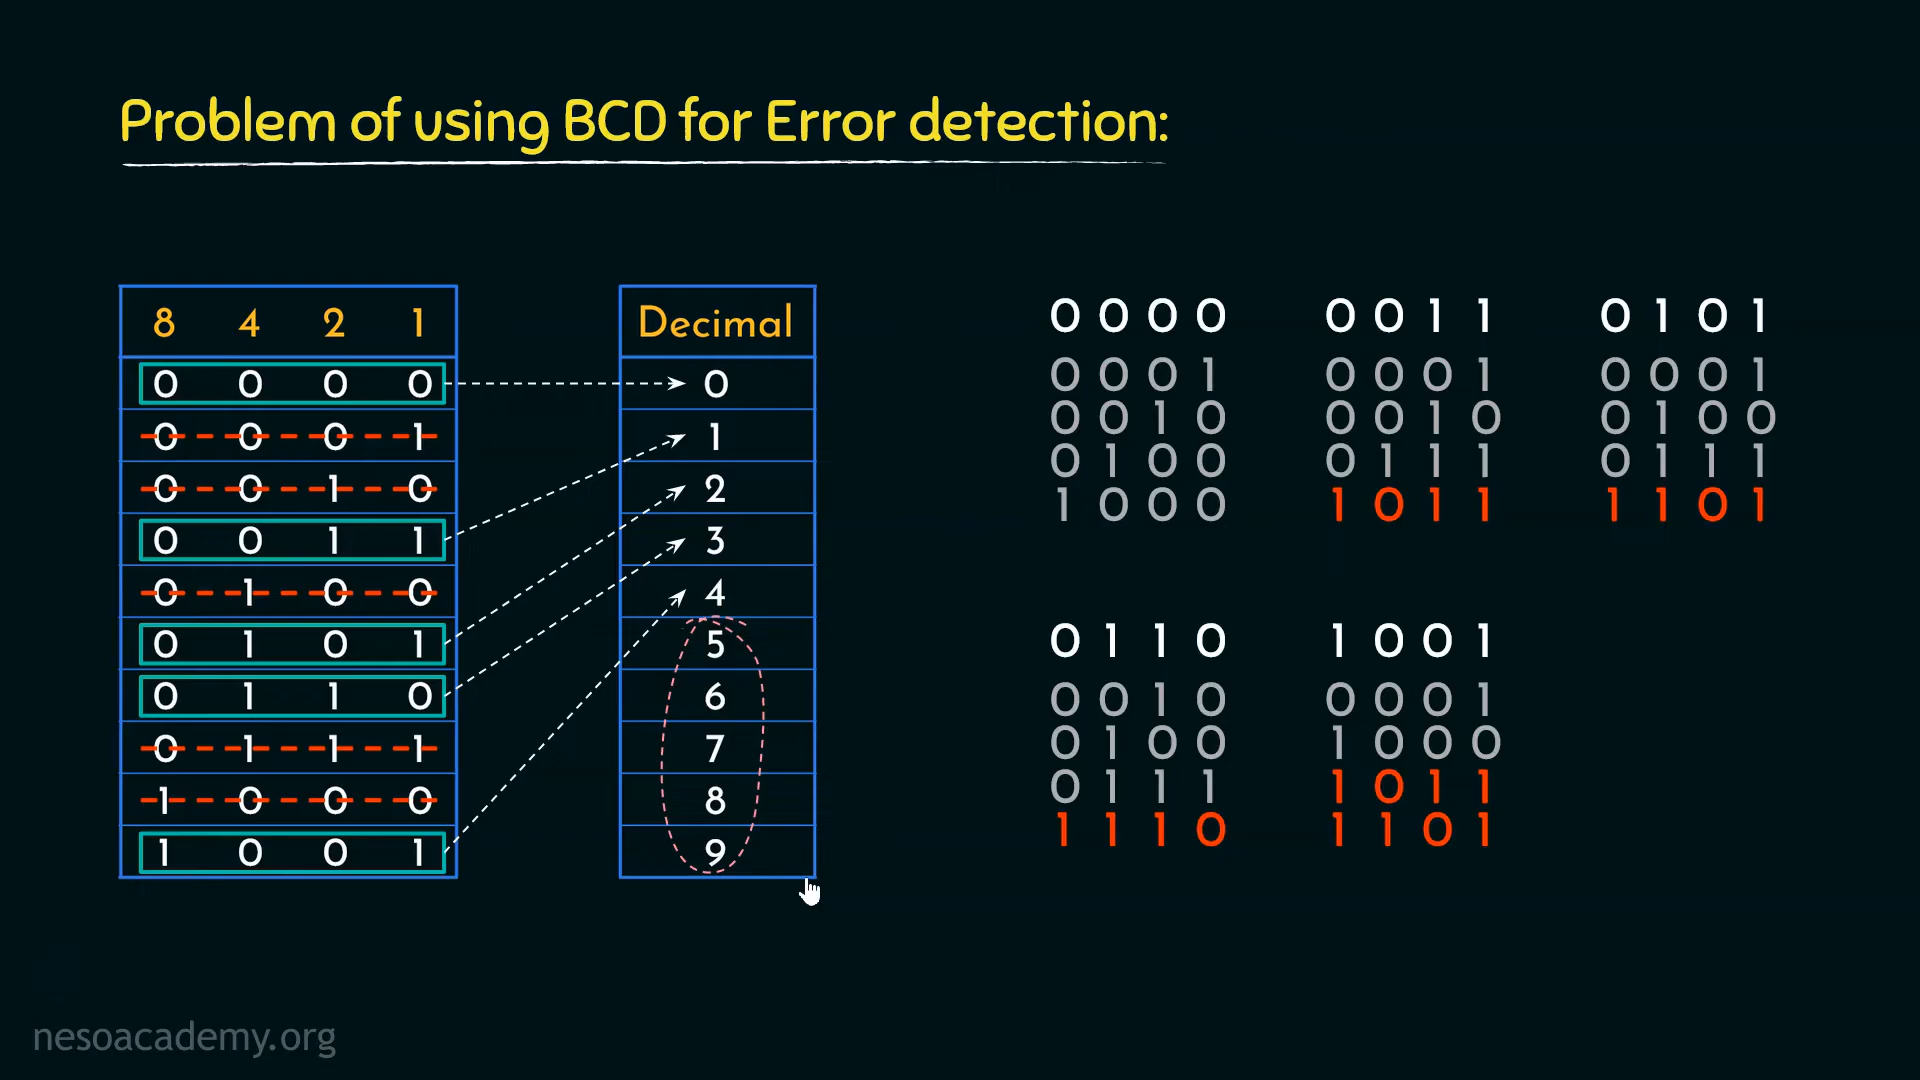 Problem of using BCD for Error detection:
8 4 2 1
0 0 0 0
0 0 0 1
0 0 1 0
0 0 1 1
0 1 0 0
0 1 0 1
0 1 1 0
0 1 1 1
1 0 0 0
1 0 0 1
Decimal
0
1
2
3
4
5
6
7
8
9
0 0 0 0
0 0 0 1
0 0 1 0
0 1 0 0
1 0 0 0
0 0 1 1
0 0 0 1
0 0 1 0
0 1 1 1
1 0 1 1
0 1 0 1
0 0 0 1
0 1 0 0
0 1 1 1
1 1 0 1
0 1 1 0
0 0 1 0
0 1 0 0
0 1 1 1
1 1 1 0
1 0 0 1
0 0 0 1
1 0 0 0
1 0 1 1
1 1 0 1
nesoacademy.org